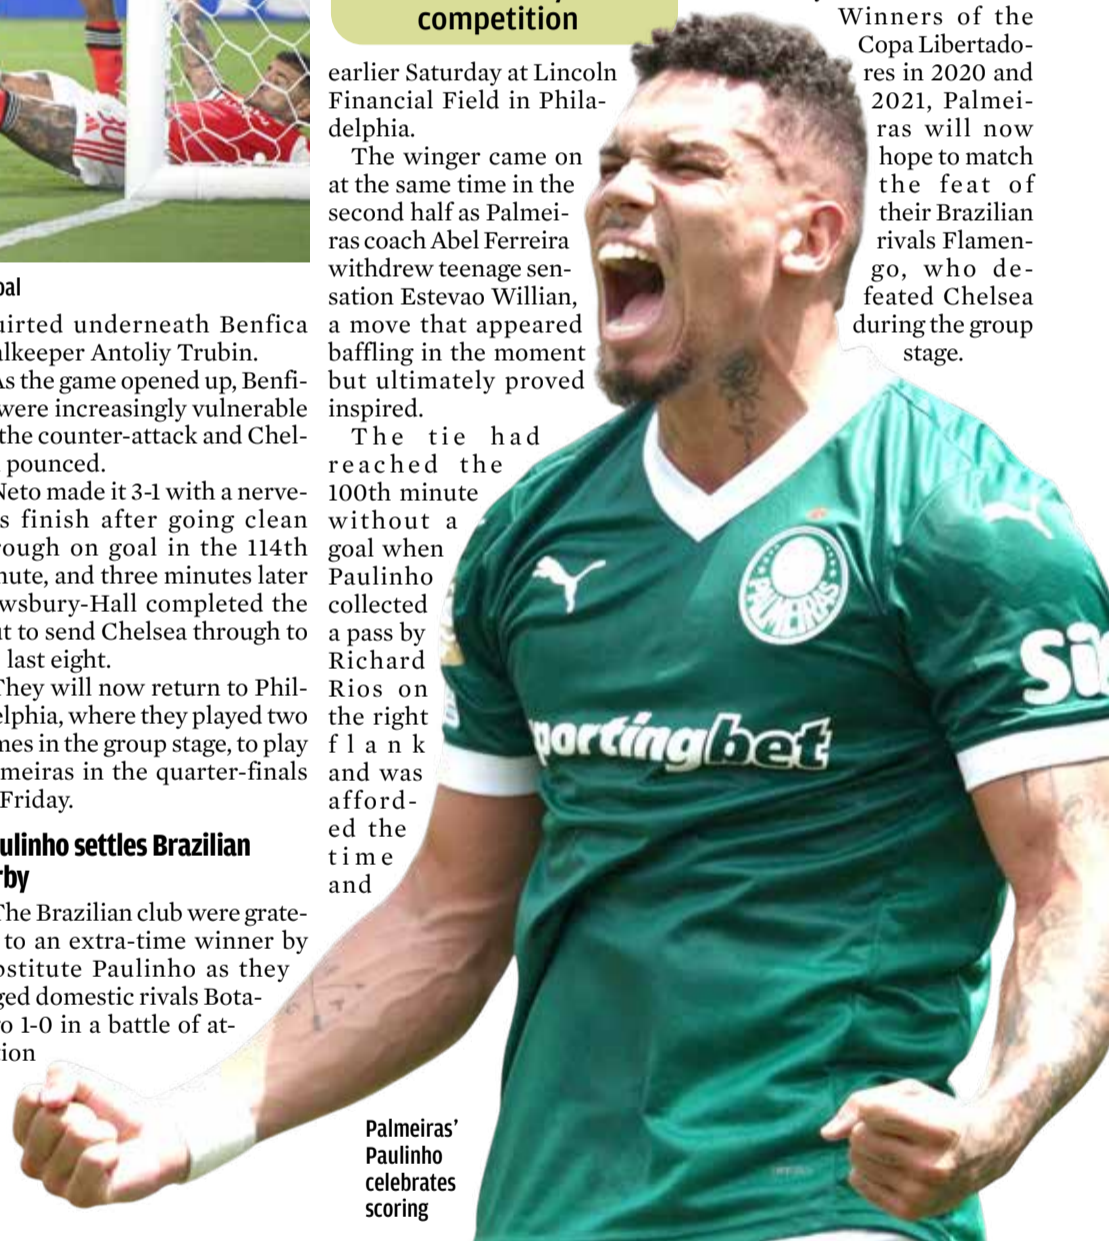 oal
uirted underneath Benfica
alkeeper Antoliy Trubin.
As the game opened up, Benfi-
were increasingly vulnerable
the counter-attack and Chel-
pounced.
Neto made it 3-1 with a nerve-
s finish after going clean
rough on goal in the 114th
nute, and three minutes later
wsbury-Hall completed the
ut to send Chelsea through to
last eight.
They will now return to Phil-
elphia, where they played two
mes in the group stage, to play
meiras in the quarter-finals
Friday.
ulinho settles Brazilian
rby
The Brazilian club were grate-
to an extra-time winner by
bstitute Paulinho as they
ged domestic rivals Bota-
o 1-0 in a battle of at-
tion
competition
earlier Saturday at Lincoln
Financial Field in Phila-
delphia.
The winger came on
at the same time in the
second half as Palmei-
ras coach Abel Ferreira
withdrew teenage sen-
sation Estevao Willian,
a move that appeared
baffling in the moment
but ultimately proved
inspired.
The tie had
reached the
100th minute
without a
goal when
Paulinho
collected
a pass by
Richard
Rios on
the right
flank
and was
afford-
ed the
time
and
Winners of the
Copa Libertado-
res in 2020 and
2021, Palmei-
ras will now
hope to match
the feat of
their Brazilian
rivals Flamen-
go, who de-
feated Chelsea
during the group
stage.
PALMEIRAS
Si
sportingbet
Palmeiras'
Paulinho
celebrates
scoring